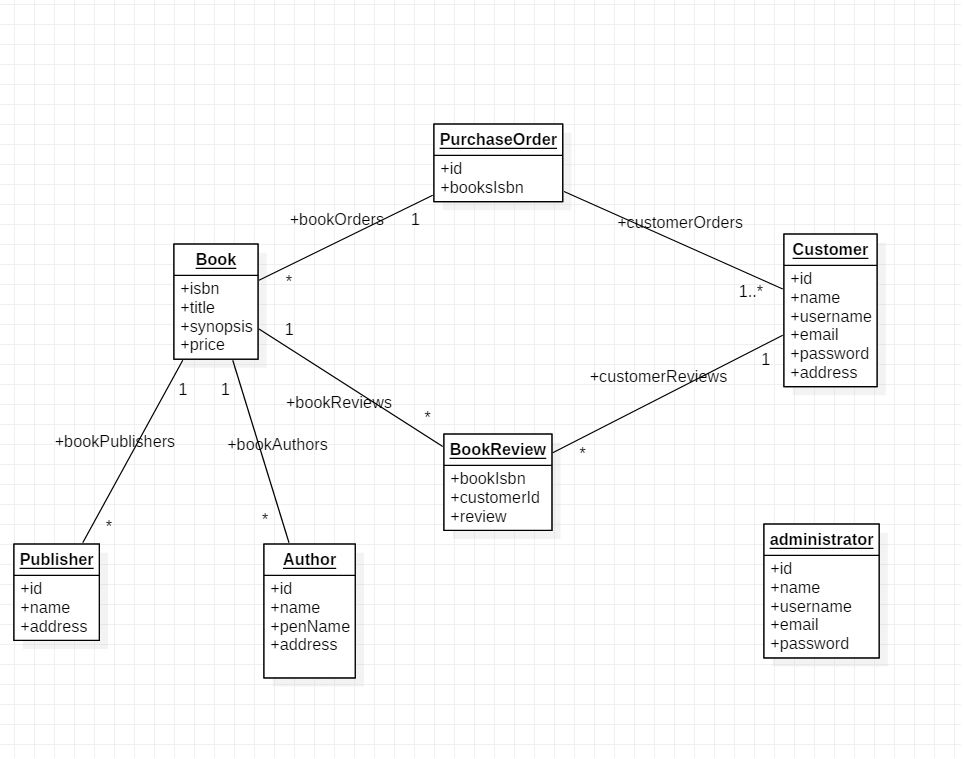 PurchaseOrder
+id
+booksIsbn
+bookOrders
1
*
+customerOrders
1..*
Book
+isbn
+title
+synopsis
+price
Customer
+id
+name
+username
+email
+password
+address
1
+bookReviews
*
1
+customerReviews
*
BookReview
+bookIsbn
+customerId
+review
1
+bookPublishers
*
1
+bookAuthors
*
Publisher
+id
+name
+address
Author
+id
+name
+penName
+address
administrator
+id
+name
+username
+email
+password